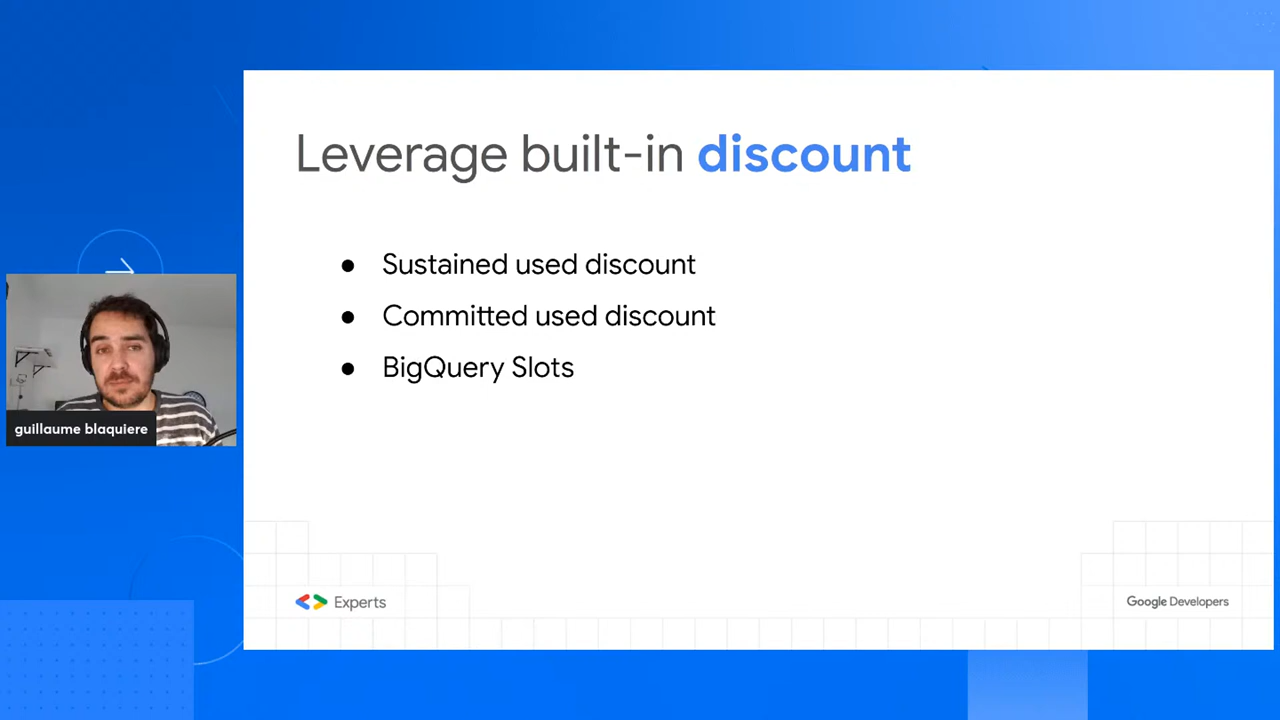 Leverage built-in discount
● Sustained used discount
● Committed used discount
● BigQuery Slots
guillaume blaquiere
Experts
Google Developers